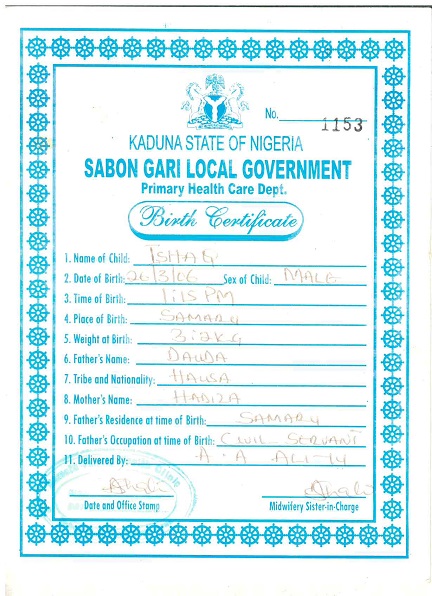 No. 1153
KADUNA STATE OF NIGERIA
SABON GARI LOCAL GOVERNMENT
Primary Health Care Dept.
Birth Certificate
1. Name of Child: ISHAQ
2. Date of Birth: 26/3/06 Sex of Child: MALE
3. Time of Birth: 1:15 PM
4. Place of Birth: SAMARU
5. Weight at Birth: 3:2KG
6. Father's Name: DAUDA
7. Tribe and Nationality: HAUSA
8. Mother's Name: HADIZA
9. Father's Residence at time of Birth: SAMARU
10. Father's Occupation at time of Birth: CIVIL SERVANT
11. Delivered By: A. A
Date and Office Stamp Midwifery Sister-in-Charge